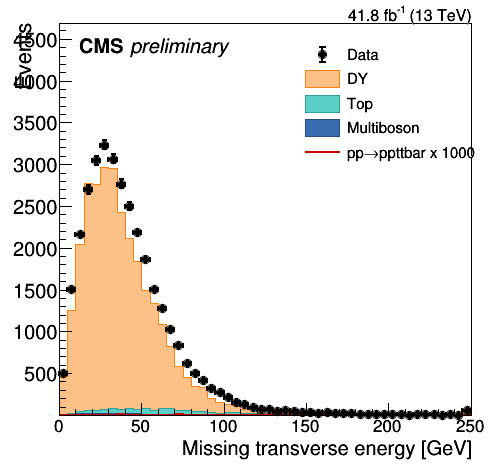 41.8 fb⁻¹ (13 TeV)
CMS preliminary
Events
Data
DY
Top
Multiboson
pp→ppttbar x 1000
4500
4000
3500
3000
2500
2000
1500
1000
500
0 50 100 150 200 250
Missing transverse energy [GeV]